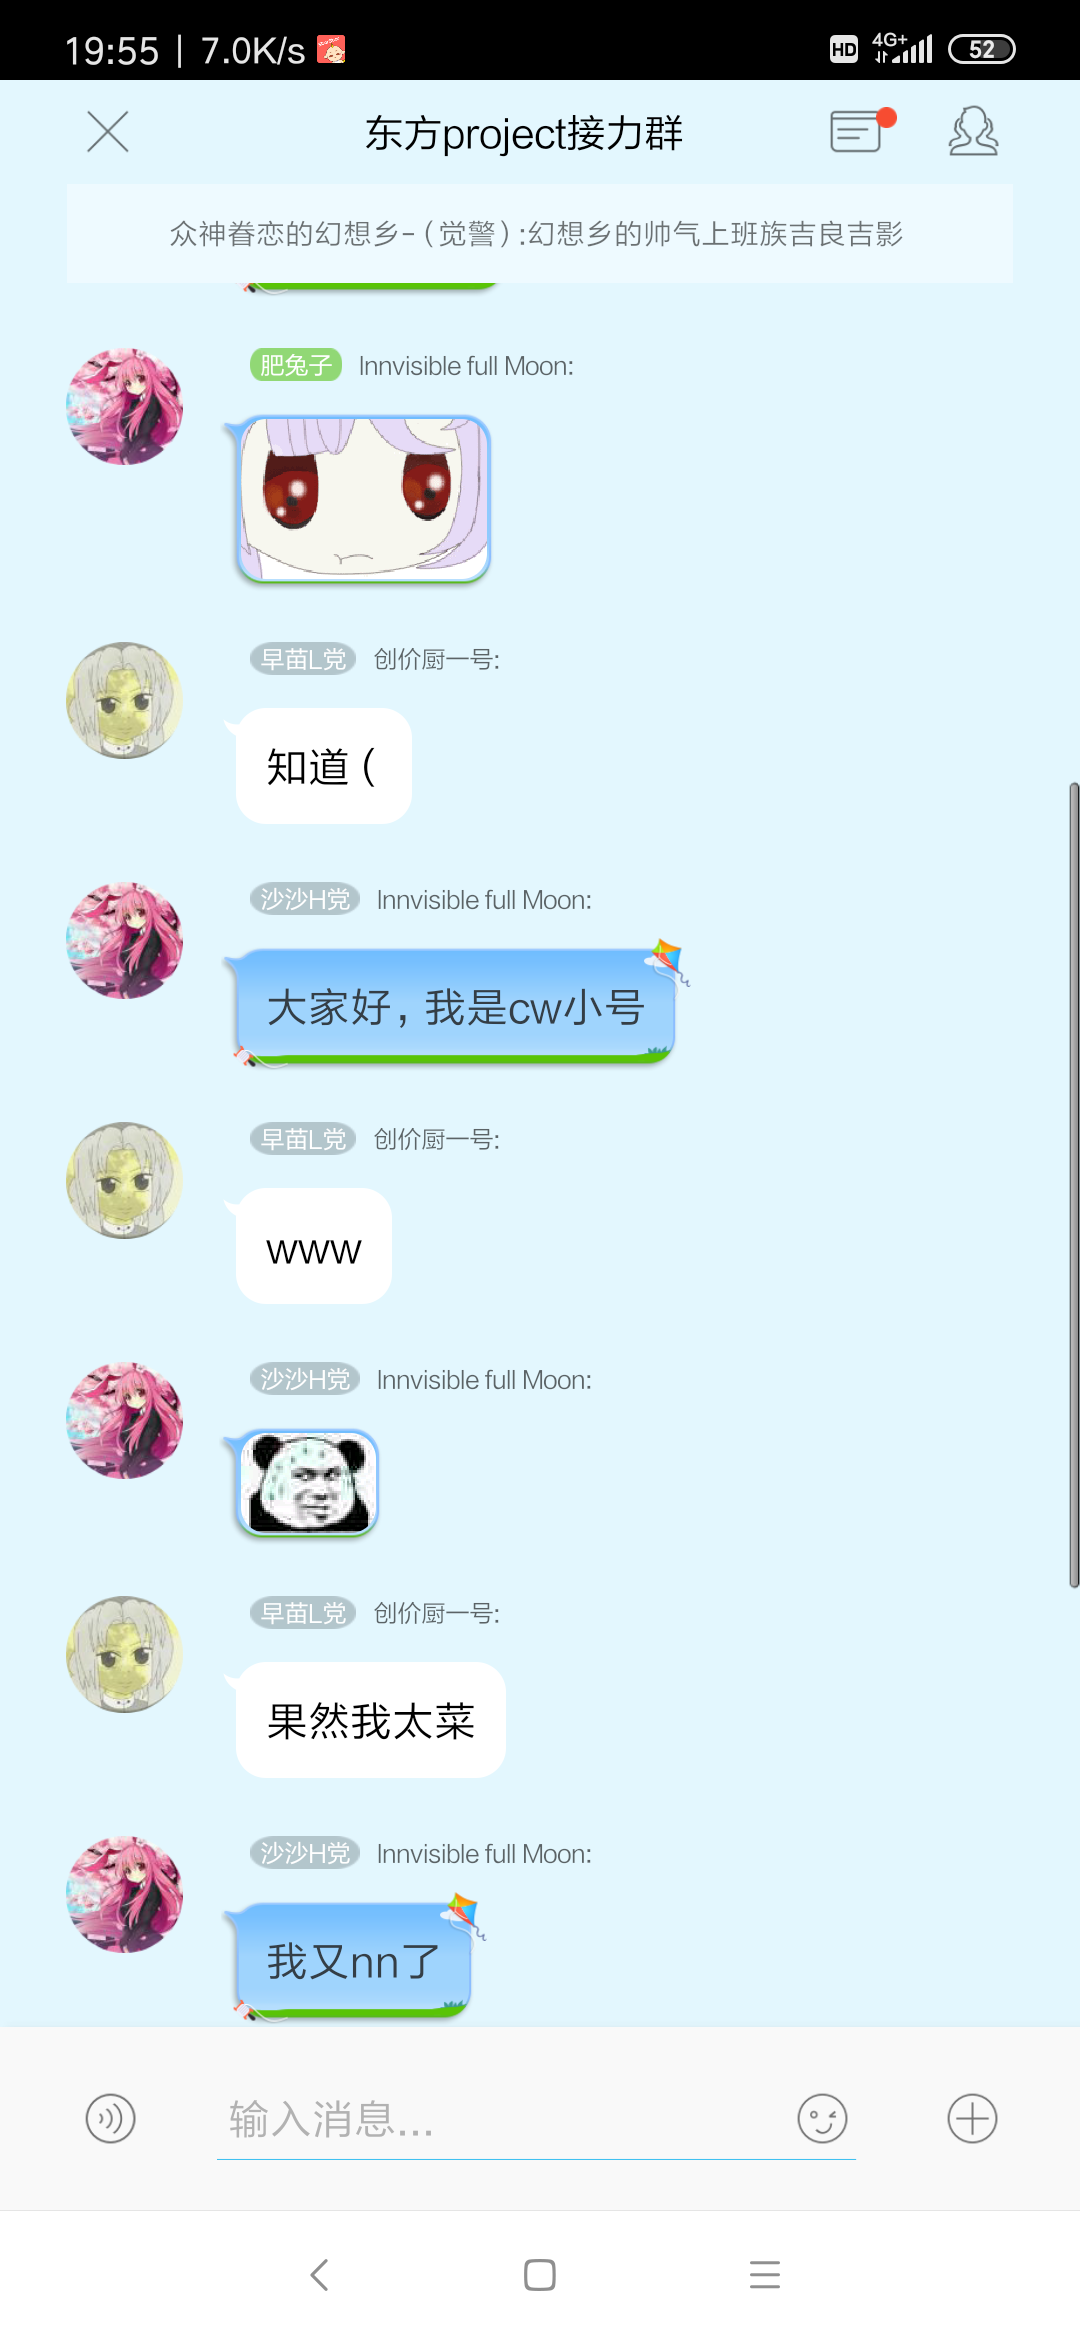 19:55 | 7.0K/s
HD 4G+ 52
东方project接力群
众神眷恋的幻想乡-（觉警）:幻想乡的帅气上班族吉良吉影
肥兔子 Innvisible full Moon:
早苗L党 创价厨一号:
知道（
沙沙H党 Innvisible full Moon:
大家好，我是cw小号
早苗L党 创价厨一号:
www
沙沙H党 Innvisible full Moon:
早苗L党 创价厨一号:
果然我太菜
沙沙H党 Innvisible full Moon:
我又nn了
输入消息...